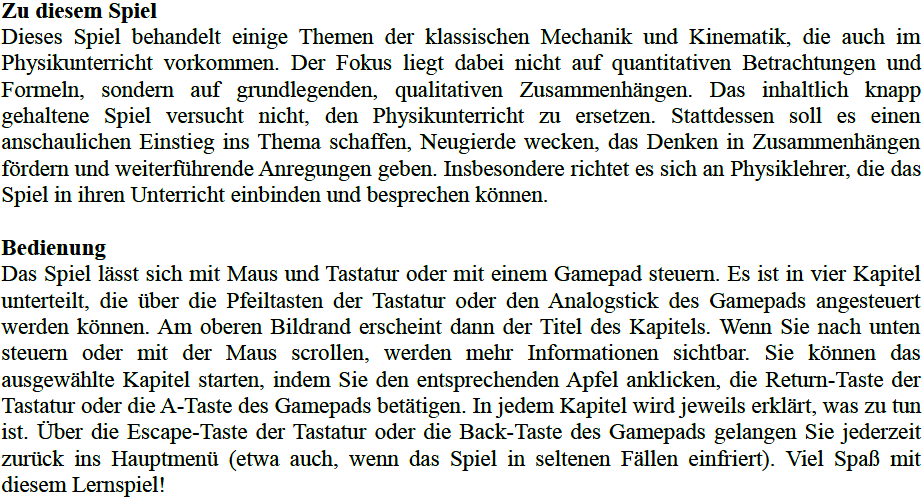 Zu diesem Spiel
Dieses Spiel behandelt einige Themen der klassischen Mechanik und Kinematik, die auch im
Physikunterricht vorkommen. Der Fokus liegt dabei nicht auf quantitativen Betrachtungen und
Formeln, sondern auf grundlegenden, qualitativen Zusammenhängen. Das inhaltlich knapp
gehaltene Spiel versucht nicht, den Physikunterricht zu ersetzen. Stattdessen soll es einen
anschaulichen Einstieg ins Thema schaffen, Neugierde wecken, das Denken in Zusammenhängen
fördern und weiterführende Anregungen geben. Insbesondere richtet es sich an Physiklehrer, die das
Spiel in ihren Unterricht einbinden und besprechen können.
Bedienung
Das Spiel lässt sich mit Maus und Tastatur oder mit einem Gamepad steuern. Es ist in vier Kapitel
unterteilt, die über die Pfeiltasten der Tastatur oder den Analogstick des Gamepads angesteuert
werden können. Am oberen Bildrand erscheint dann der Titel des Kapitels. Wenn Sie nach unten
steuern oder mit der Maus scrollen, werden mehr Informationen sichtbar. Sie können das
ausgewählte Kapitel starten, indem Sie den entsprechenden Apfel anklicken, die Return-Taste der
Tastatur oder die A-Taste des Gamepads betätigen. In jedem Kapitel wird jeweils erklärt, was zu tun
ist. Über die Escape-Taste der Tastatur oder die Back-Taste des Gamepads gelangen Sie jederzeit
zurück ins Hauptmenü (etwa auch, wenn das Spiel in seltenen Fällen einfriert). Viel Spaß mit
diesem Lernspiel!